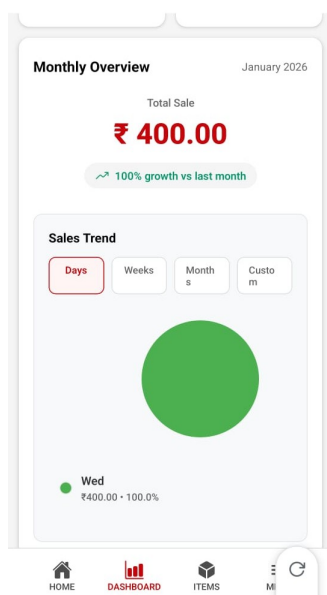 Monthly Overview January 2026
Total Sale
₹ 400.00
100% growth vs last month
Sales Trend
Days Weeks Month
s Custo
m
Wed
₹400.00 • 100.0%
HOME DASHBOARD ITEMS